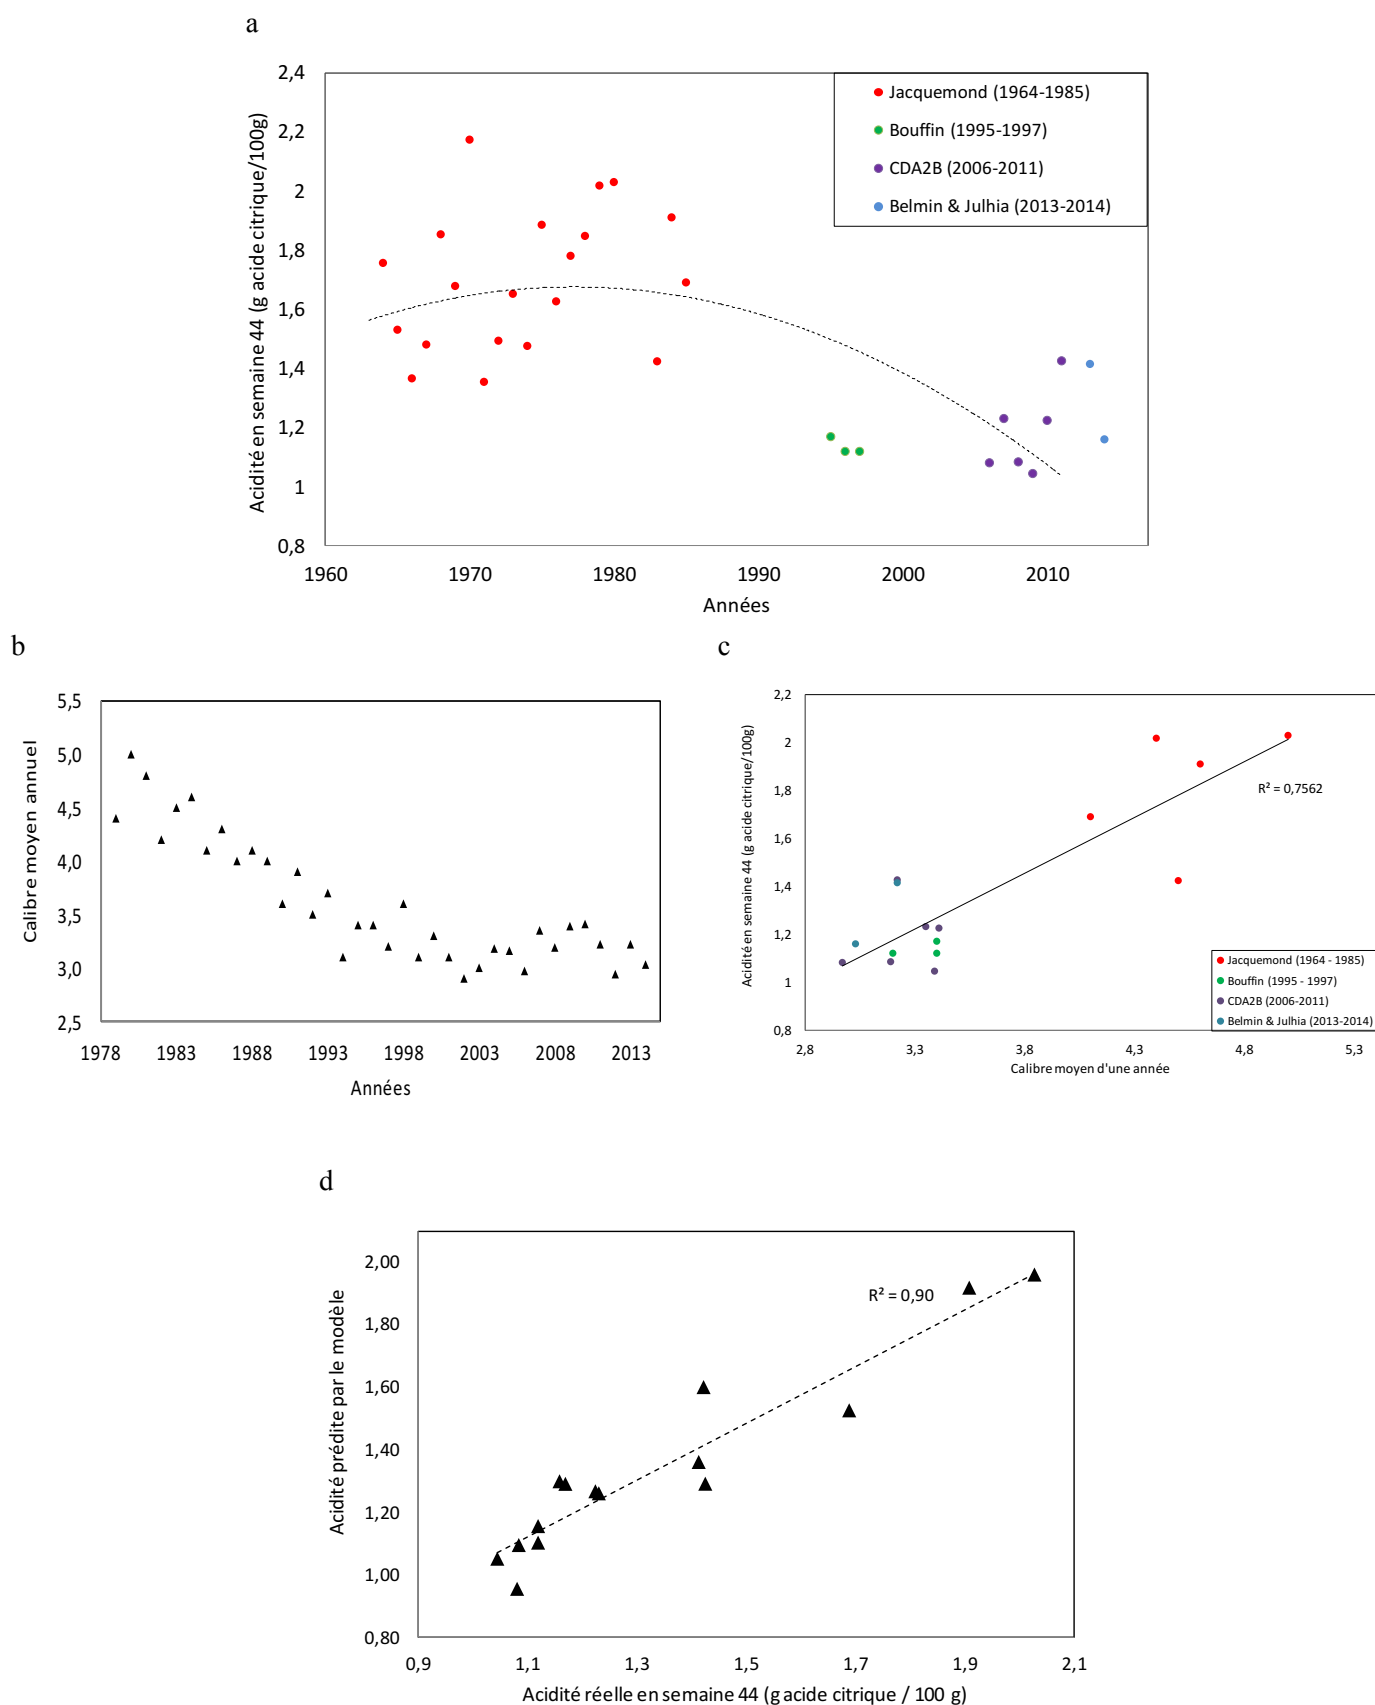 a
Acidité en semaine 44 (g acide citrique/100g)
2,4
2,2
2
1,8
1,6
1,4
1,2
1
0,8
Jacquemond (1964-1985)
Bouffin (1995-1997)
CDA2B (2006-2011)
Belmin & Julhia (2013-2014)
1960 1970 1980 1990 2000 2010
Années
b
Calibre moyen annuel
5,5
5,0
4,5
4,0
3,5
3,0
2,5
1978 1983 1988 1993 1998 2003 2008 2013
Années
c
Acidité en semaine 44 (g acide citrique/100g)
2,2
2
1,8
1,6
1,4
1,2
1
0,8
R² = 0,7562
Jacquemond (1964 - 1985)
Bouffin (1995 - 1997)
CDA2B (2006-2011)
Belmin & Julhia (2013-2014)
2,8 3,3 3,8 4,3 4,8 5,3
Calibre moyen d'une année
d
Acidité prédite par le modèle
2,00
1,80
1,60
1,40
1,20
1,00
0,80
R² = 0,90
0,9 1,1 1,3 1,5 1,7 1,9 2,1
Acidité réelle en semaine 44 (g acide citrique / 100 g)